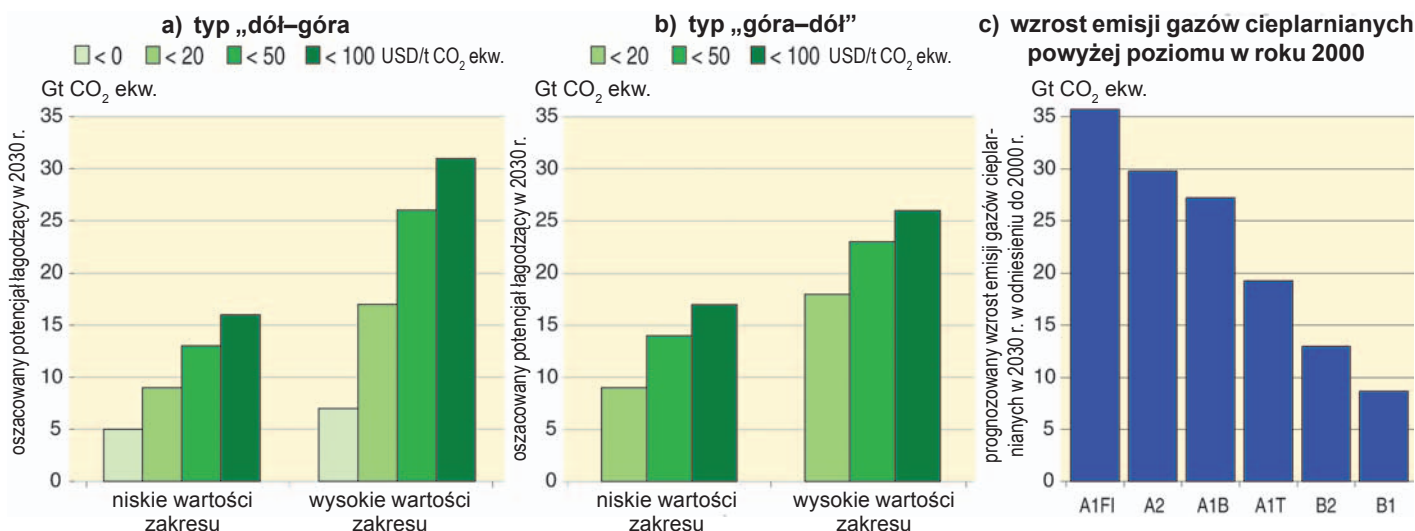 a) typ „dół–góra
< 0 < 20 < 50 < 100 USD/t CO₂ ekw.
Gt CO₂ ekw.
oszacowany potencjał łagodzący w 2030 r.
35
30
25
20
15
10
5
0
niskie wartości
zakresu
wysokie wartości
zakresu
b) typ „góra–dół”
< 20 < 50 < 100 USD/t CO₂ ekw.
Gt CO₂ ekw.
oszacowany potencjał łagodzący w 2030 r.
35
30
25
20
15
10
5
0
niskie wartości
zakresu
wysokie wartości
zakresu
c) wzrost emisji gazów cieplarnianych
powyżej poziomu w roku 2000
Gt CO₂ ekw.
prognozowany wzrost emisji gazów cieplar-
nianych w 2030 r. w odniesieniu do 2000 r.
35
30
25
20
15
10
5
0
A1FI A2 A1B A1T B2 B1